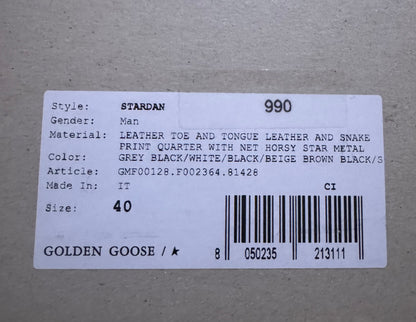 Style: STARDAN 990
Gender: Man
Material: LEATHER TOE AND TONGUE LEATHER AND SNAKE
PRINT QUARTER WITH NET HORSY STAR METAL
Color: GREY BLACK/WHITE/BLACK/BEIGE BROWN BLACK/S
Article: GMF00128.F002364.81428
Made In: IT CI
Size: 40
GOLDEN GOOSE / ★
8 050235 213111